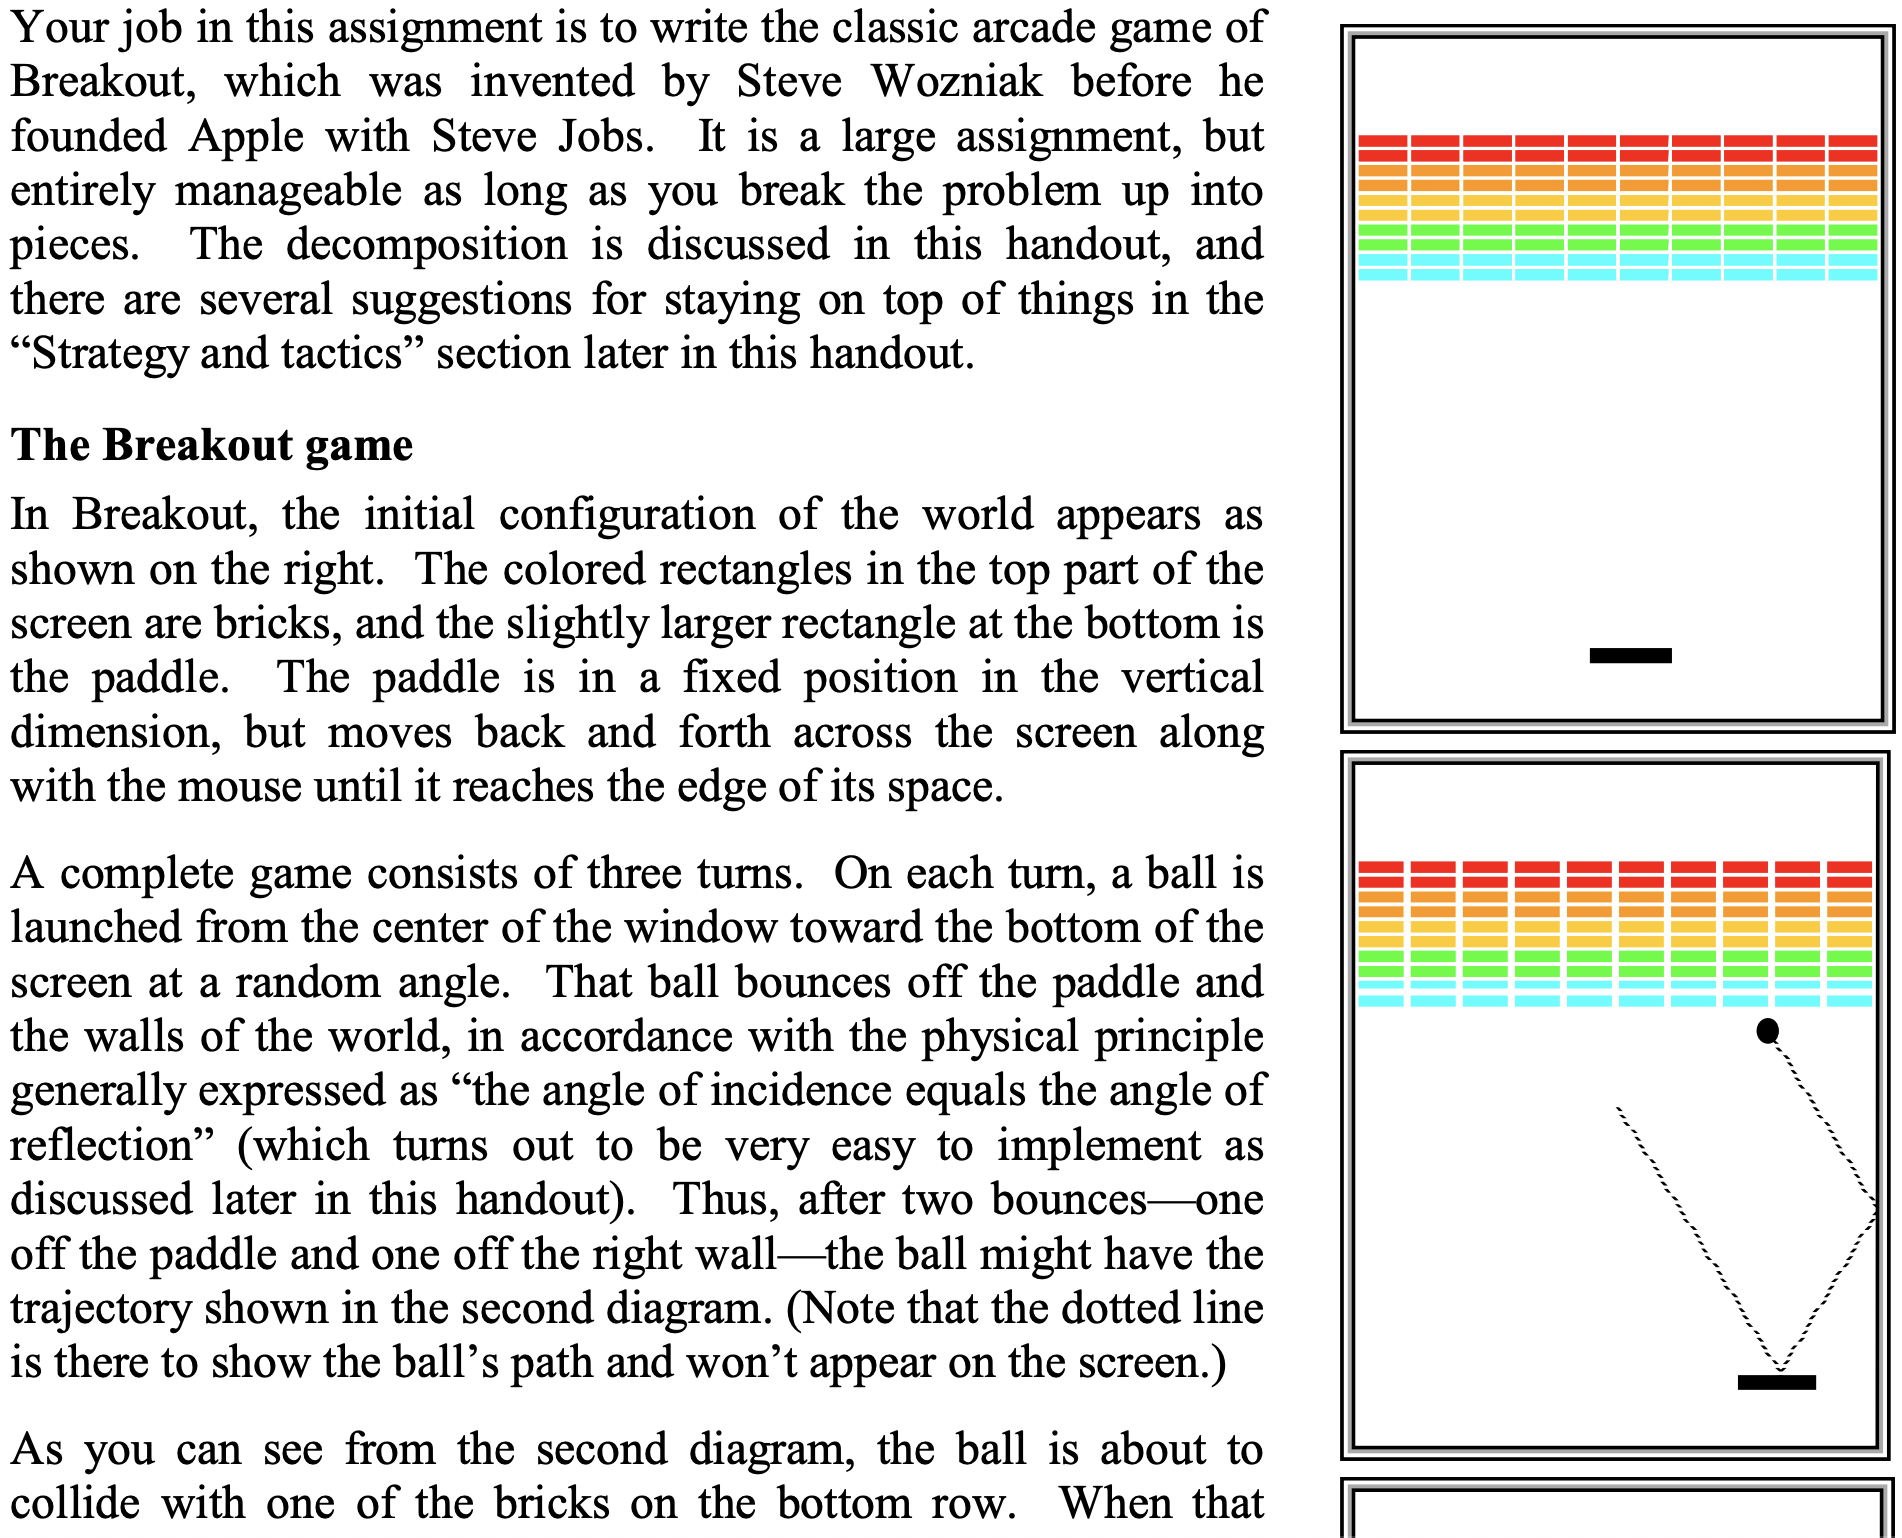 Your job in this assignment is to write the classic arcade game of
Breakout, which was invented by Steve Wozniak before he
founded Apple with Steve Jobs. It is a large assignment, but
entirely manageable as long as you break the problem up into
pieces. The decomposition is discussed in this handout, and
there are several suggestions for staying on top of things in the
“Strategy and tactics” section later in this handout.
The Breakout game
In Breakout, the initial configuration of the world appears as
shown on the right. The colored rectangles in the top part of the
screen are bricks, and the slightly larger rectangle at the bottom is
the paddle. The paddle is in a fixed position in the vertical
dimension, but moves back and forth across the screen along
with the mouse until it reaches the edge of its space.
A complete game consists of three turns. On each turn, a ball is
launched from the center of the window toward the bottom of the
screen at a random angle. That ball bounces off the paddle and
the walls of the world, in accordance with the physical principle
generally expressed as “the angle of incidence equals the angle of
reflection” (which turns out to be very easy to implement as
discussed later in this handout). Thus, after two bounces—one
off the paddle and one off the right wall—the ball might have the
trajectory shown in the second diagram. (Note that the dotted line
is there to show the ball’s path and won’t appear on the screen.)
As you can see from the second diagram, the ball is about to
collide with one of the bricks on the bottom row. When that